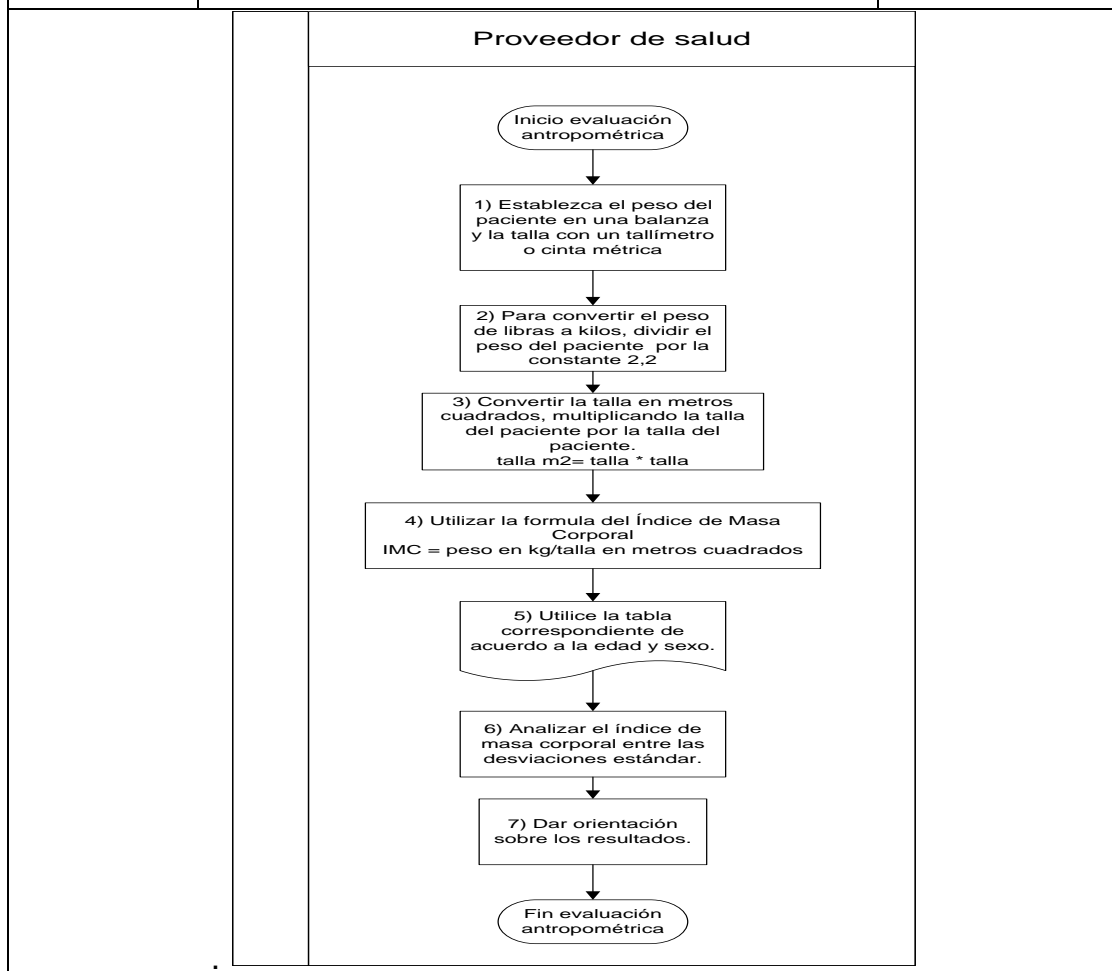 Proveedor de salud
Inicio evaluación
antropométrica
1) Establezca el peso del
paciente en una balanza
y la talla con un tallímetro
o cinta métrica
2) Para convertir el peso
de libras a kilos, dividir el
peso del paciente por la
constante 2,2
3) Convertir la talla en metros
cuadrados, multiplicando la talla
del paciente por la talla del
paciente.
talla m2= talla * talla
4) Utilizar la formula del Índice de Masa
Corporal
IMC = peso en kg/talla en metros cuadrados
5) Utilice la tabla
correspondiente de
acuerdo a la edad y sexo.
6) Analizar el índice de
masa corporal entre las
desviaciones estándar.
7) Dar orientación
sobre los resultados.
Fin evaluación
antropométrica
.